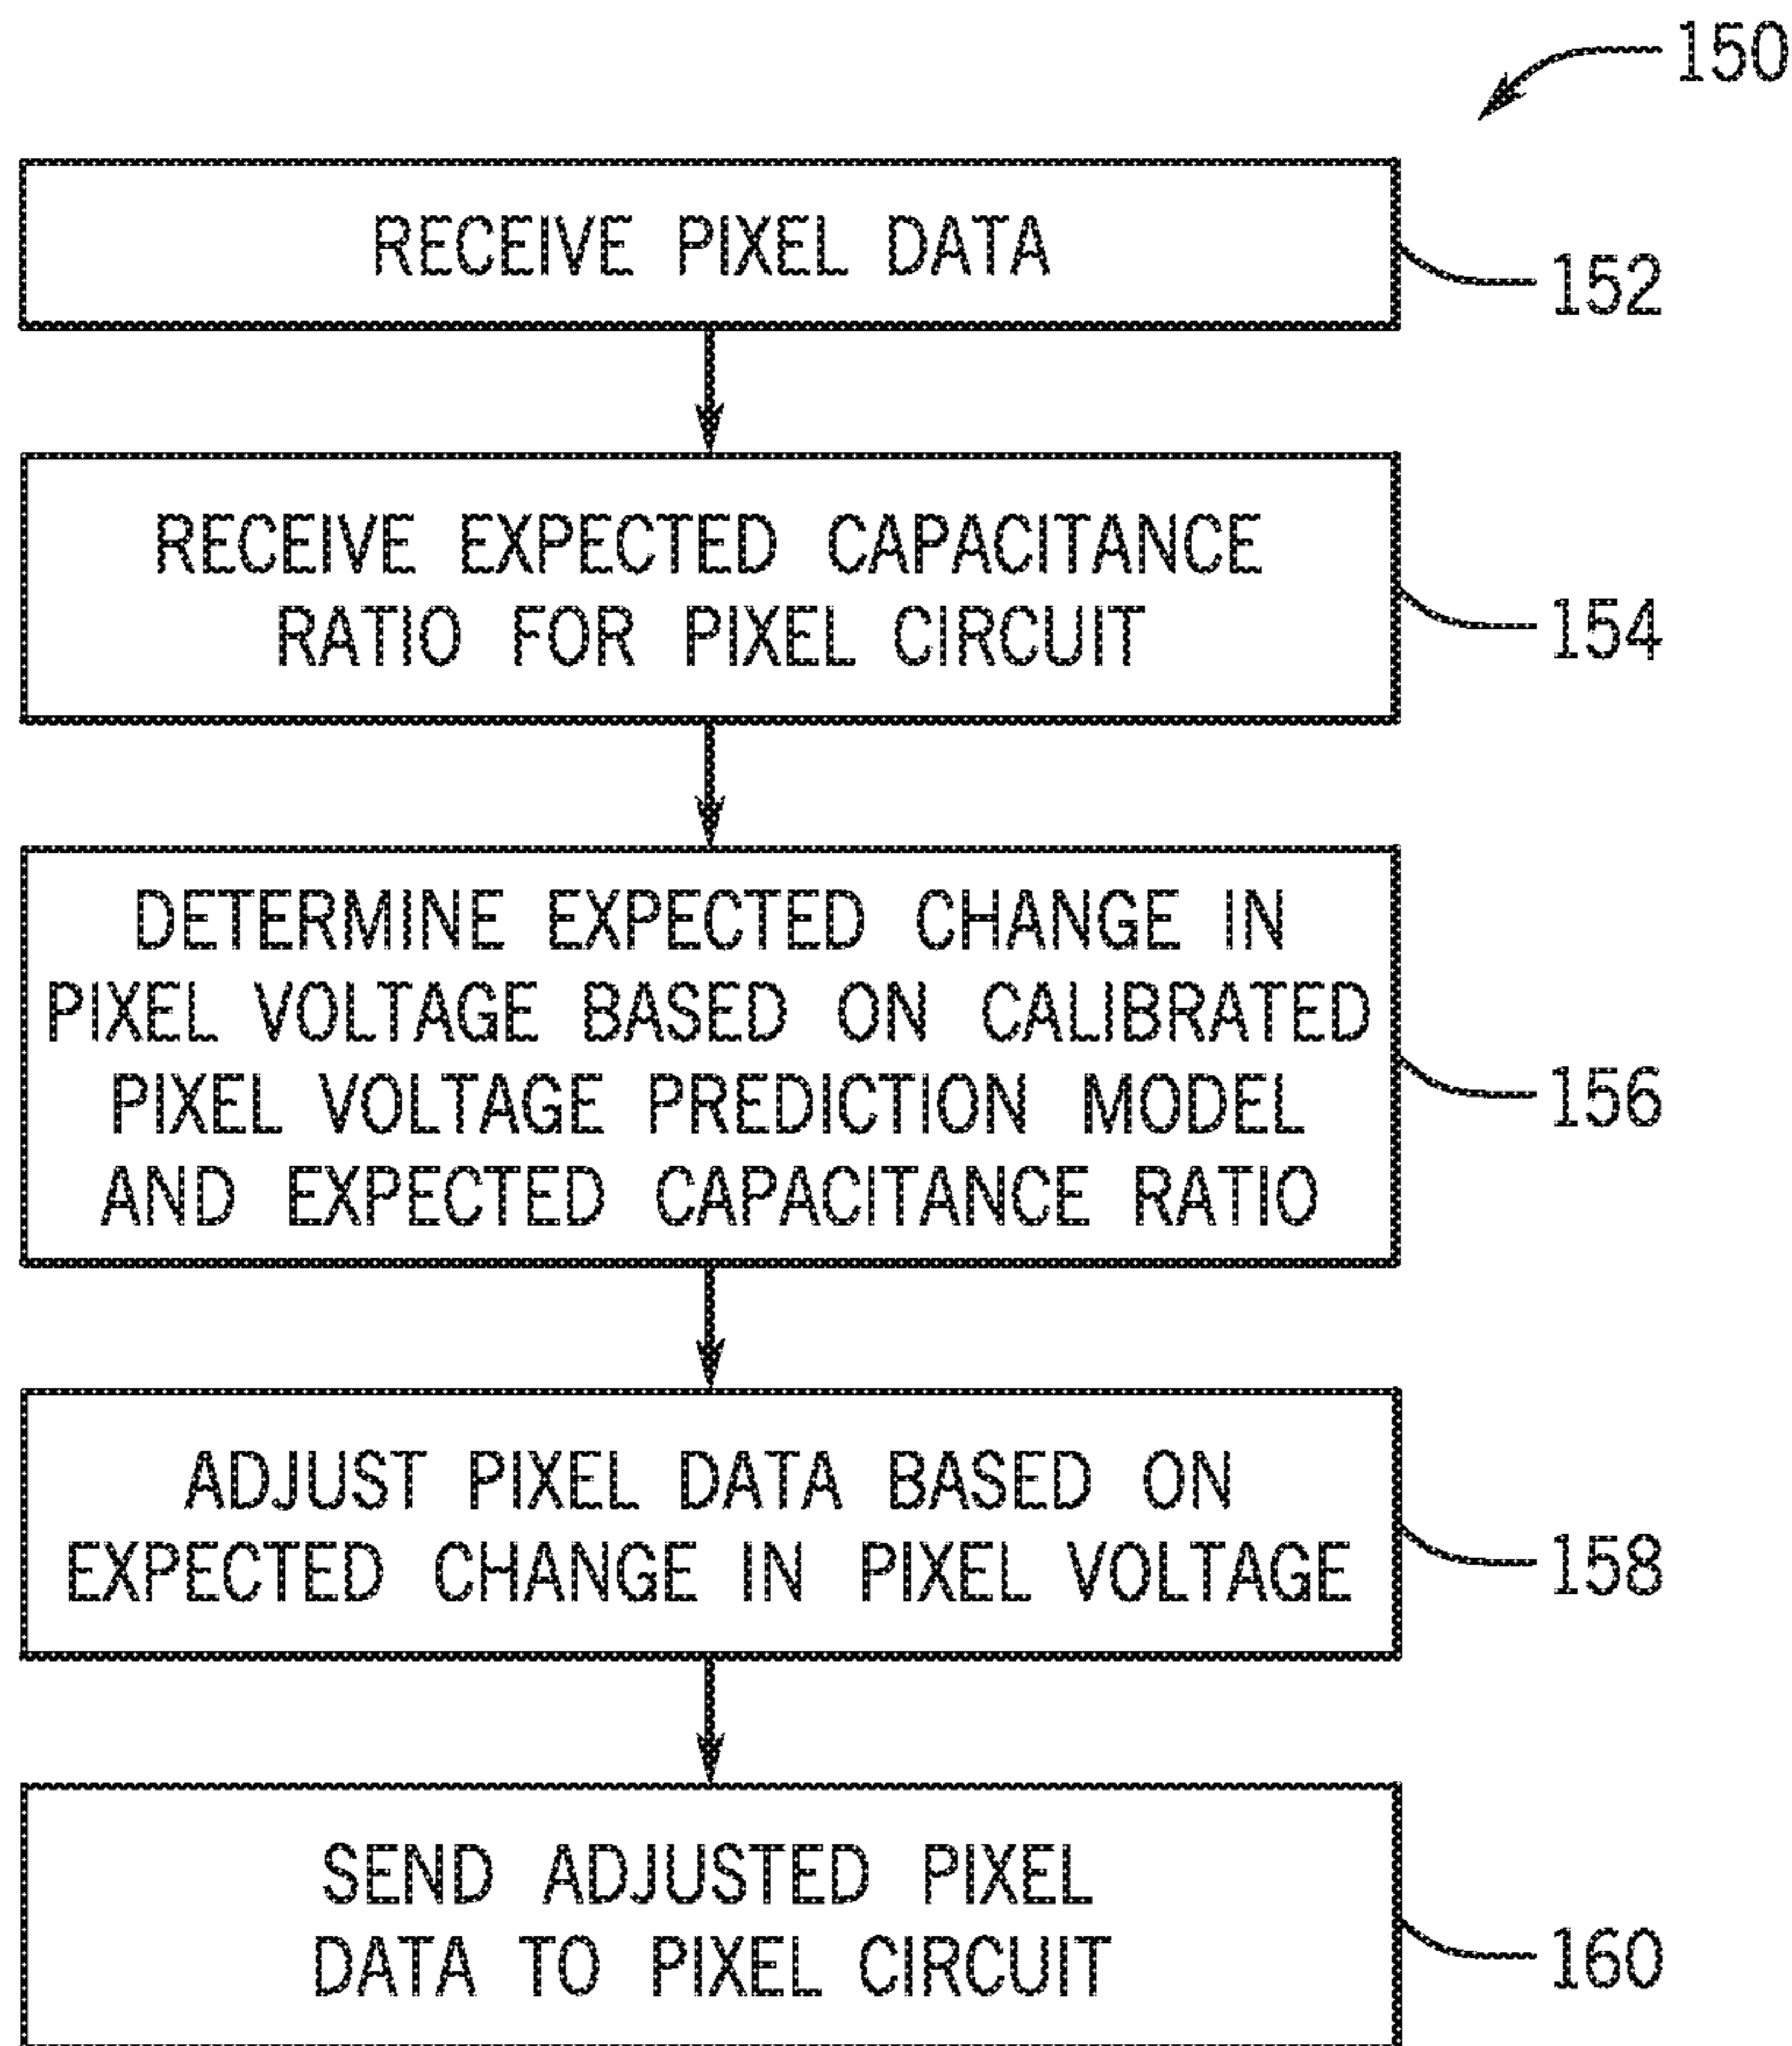 150
RECEIVE PIXEL DATA
152
RECEIVE EXPECTED CAPACITANCE
RATIO FOR PIXEL CIRCUIT
154
DETERMINE EXPECTED CHANGE IN
PIXEL VOLTAGE BASED ON CALIBRATED
PIXEL VOLTAGE PREDICTION MODEL
AND EXPECTED CAPACITANCE RATIO
156
ADJUST PIXEL DATA BASED ON
EXPECTED CHANGE IN PIXEL VOLTAGE
158
SEND ADJUSTED PIXEL
DATA TO PIXEL CIRCUIT
160